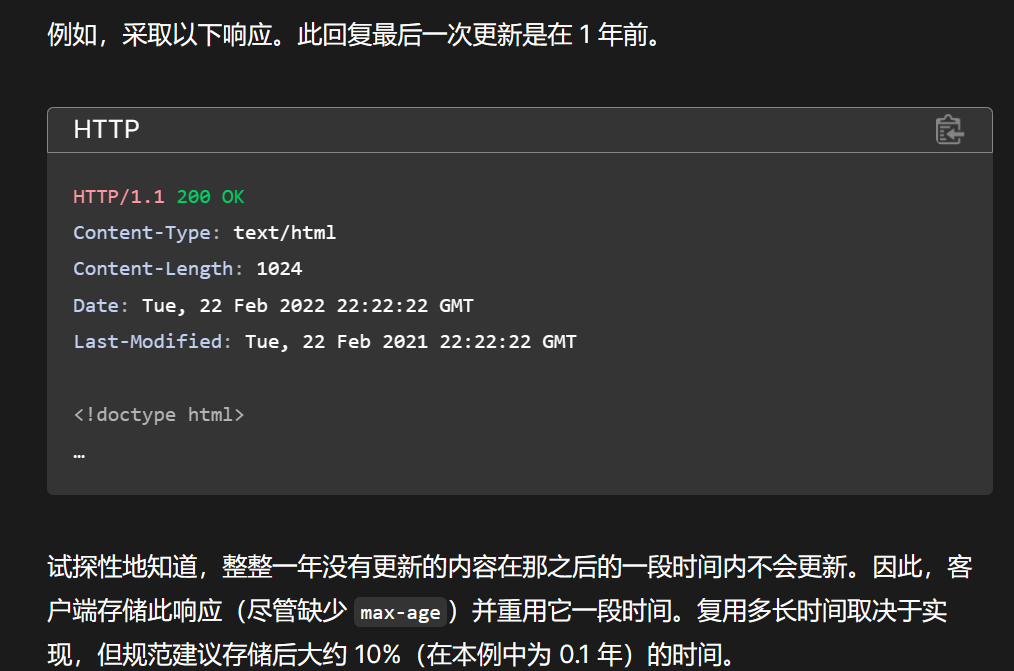 例如，采取以下响应。此回复最后一次更新是在 1 年前。
HTTP
HTTP/1.1 200 OK
Content-Type: text/html
Content-Length: 1024
Date: Tue, 22 Feb 2022 22:22:22 GMT
Last-Modified: Tue, 22 Feb 2021 22:22:22 GMT
<!doctype html>
…
试探性地知道，整整一年没有更新的内容在那之后的一段时间内不会更新。因此，客
户端存储此响应（尽管缺少 max-age）并重用它一段时间。复用多长时间取决于实
现，但规范建议存储后大约 10%（在本例中为 0.1 年）的时间。